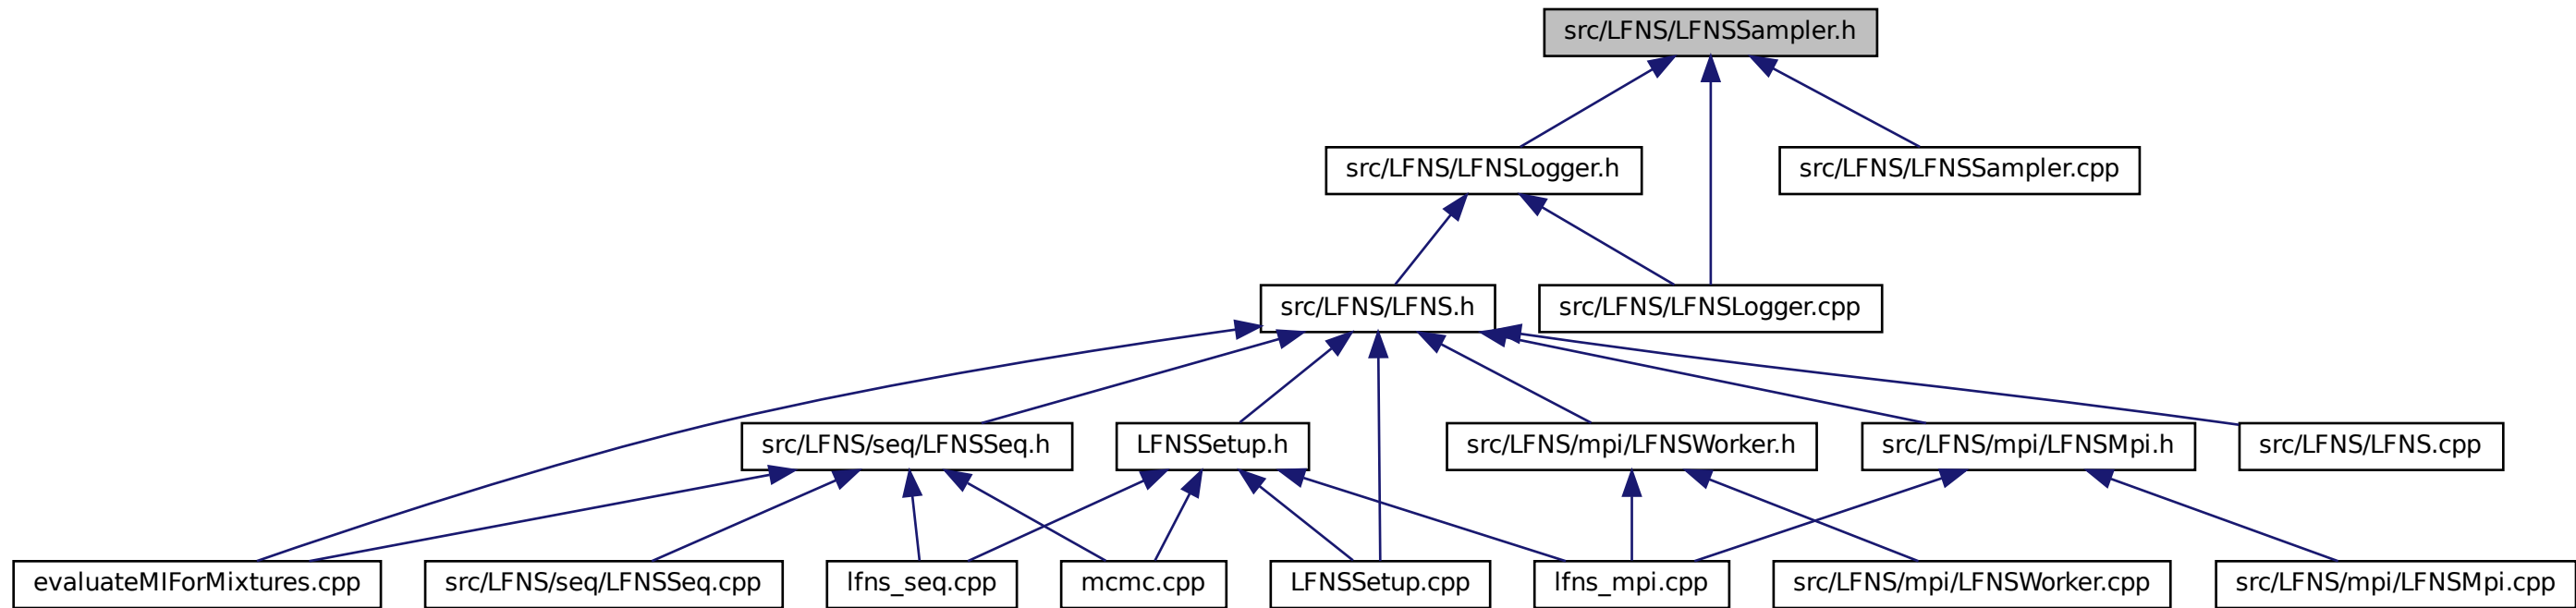 src/LFNS/LFNSSampler.h
src/LFNS/LFNSLogger.h
src/LFNS/LFNSSampler.cpp
src/LFNS/LFNS.h
src/LFNS/LFNSLogger.cpp
src/LFNS/seq/LFNSSeq.h
LFNSSetup.h
src/LFNS/mpi/LFNSWorker.h
src/LFNS/mpi/LFNSMpi.h
src/LFNS/LFNS.cpp
evaluateMIForMixtures.cpp
src/LFNS/seq/LFNSSeq.cpp
lfns_seq.cpp
mcmc.cpp
LFNSSetup.cpp
lfns_mpi.cpp
src/LFNS/mpi/LFNSWorker.cpp
src/LFNS/mpi/LFNSMpi.cpp